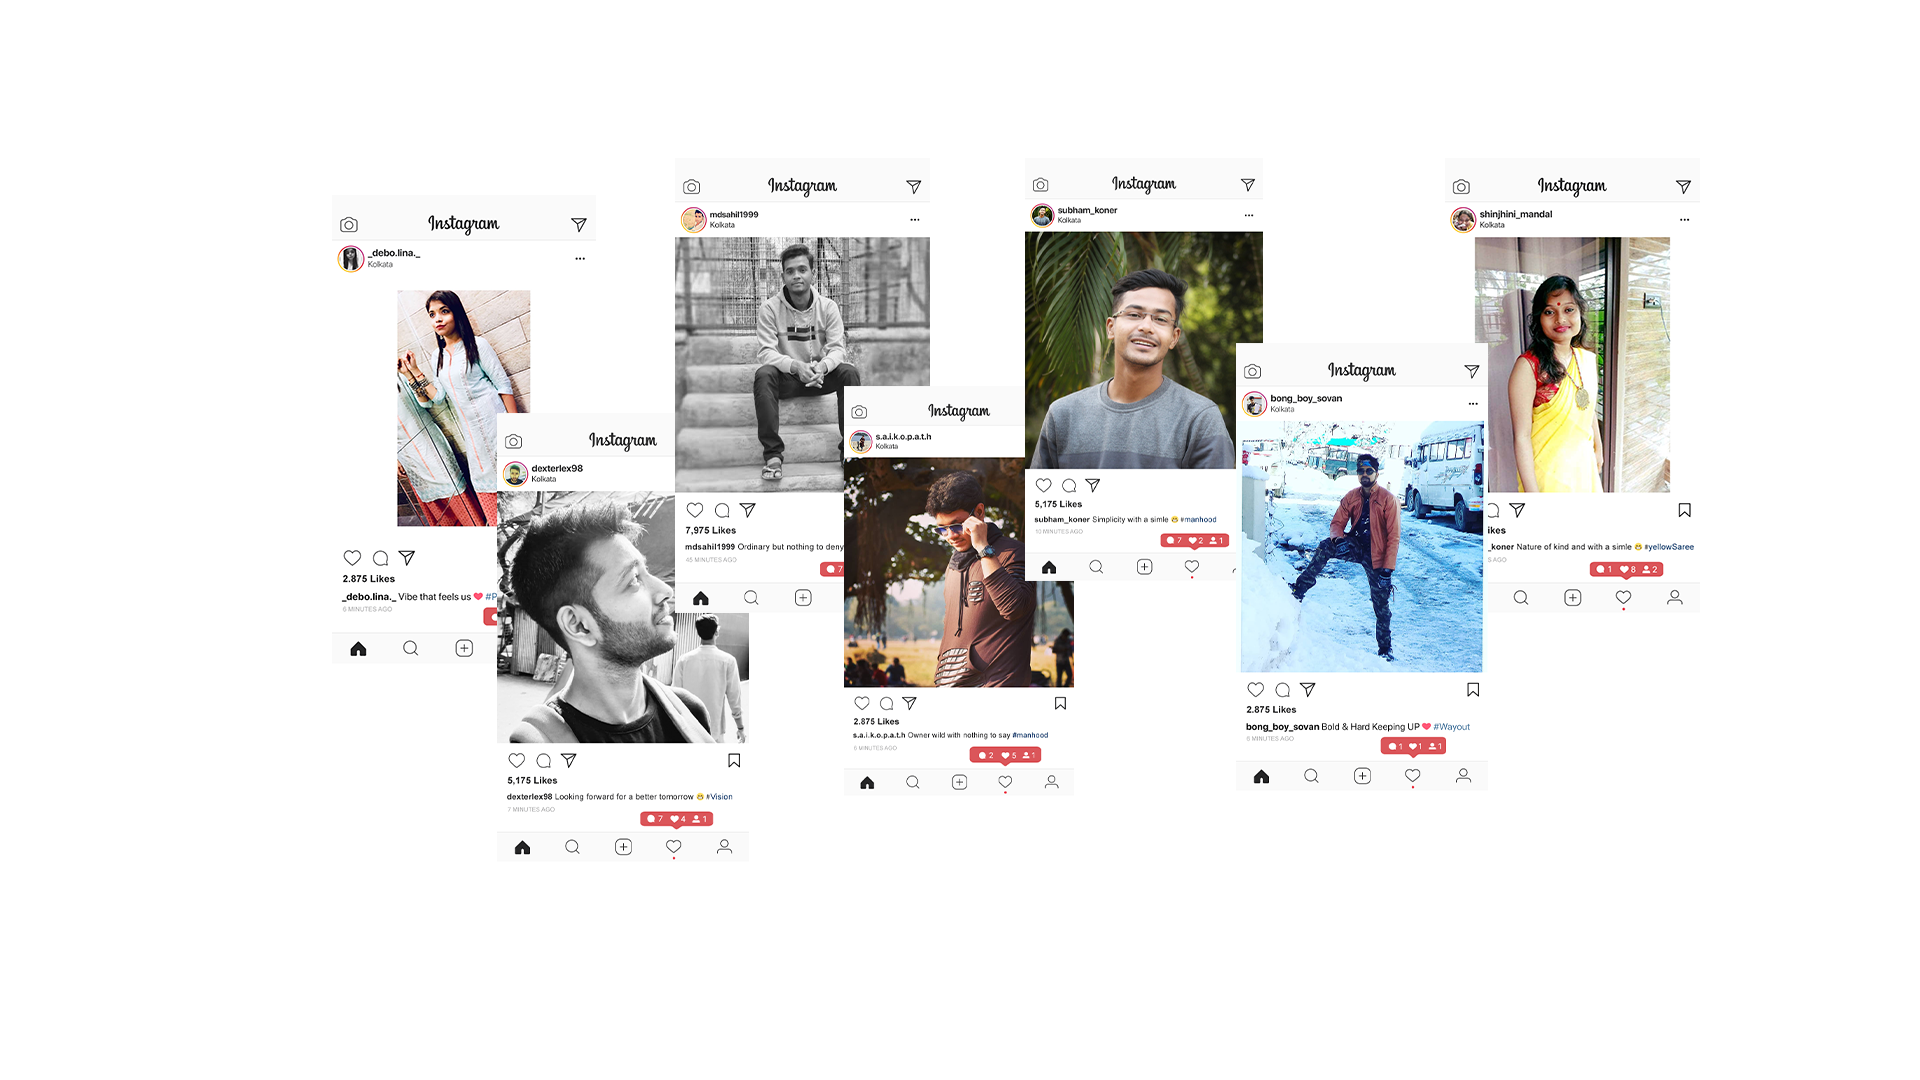 Instagram
_debo.lina._
Kolkata
2.875 Likes
_debo.lina._ Vibe that feels us ❤ #P
6 MINUTES AGO
Instagram
dexterlex98
Kolkata
5,175 Likes
dexterlex98 Looking forward for a better tomorrow 😁 #Vision
7 MINUTES AGO
7 4 1
Instagram
mdsahil1999
Kolkata
7,975 Likes
mdsahil1999 Ordinary but nothing to deny
45 MINUTES AGO
7
Instagram
s.a.i.k.o.p.a.t.h
Kolkata
2.875 Likes
s.a.i.k.o.p.a.t.h Owner wild with nothing to say #manhood
6 MINUTES AGO
2 5 1
Instagram
subham_koner
Kolkata
5,175 Likes
subham_koner Simplicity with a simle 😁 #manhood
10 MINUTES AGO
7 2 1
Instagram
bong_boy_sovan
Kolkata
2.875 Likes
bong_boy_sovan Bold & Hard Keeping UP ❤ #Wayout
6 MINUTES AGO
1 1 1
Instagram
shinjhini_mandal
Kolkata
ikes
_koner Nature of kind and with a simle 😁 #yellowSaree
S AGO
1 8 2